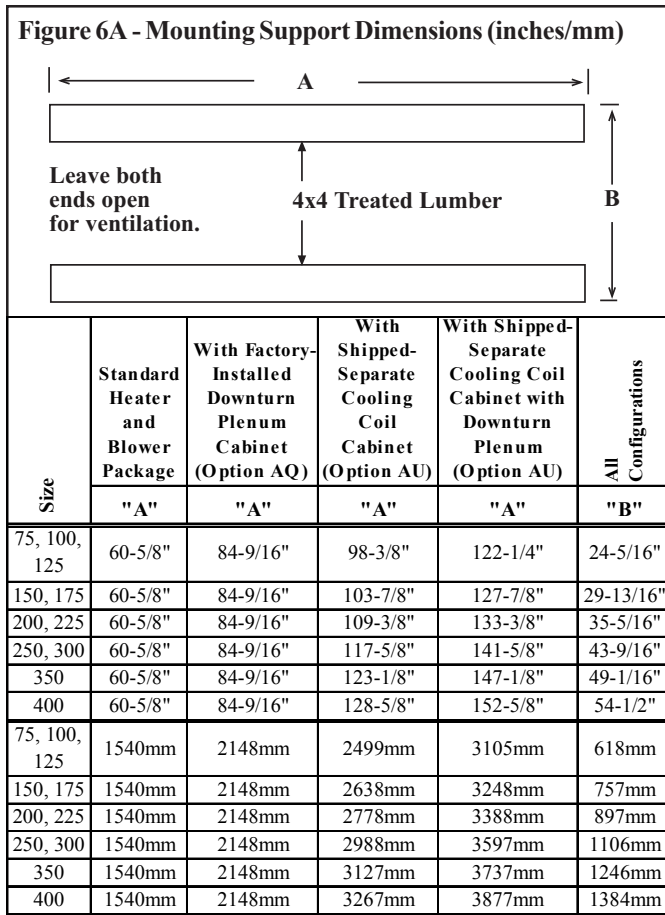 Figure 6A - Mounting Support Dimensions (inches/mm)
A
Leave both
ends open
for ventilation.
4x4 Treated Lumber
B
Size
Standard
Heater
and
Blower
Package
With Factory-
Installed
Downturn
Plenum
Cabinet
(Option AQ)
With
Shipped-
Separate
Cooling
Coil
Cabinet
(Option AU)
With Shipped-
Separate
Cooling Coil
Cabinet with
Downturn
Plenum
(Option AU)
All
Configurations
"A" "A" "A" "A" "B"
75, 100,
125 60-5/8" 84-9/16" 98-3/8" 122-1/4" 24-5/16"
150, 175 60-5/8" 84-9/16" 103-7/8" 127-7/8" 29-13/16"
200, 225 60-5/8" 84-9/16" 109-3/8" 133-3/8" 35-5/16"
250, 300 60-5/8" 84-9/16" 117-5/8" 141-5/8" 43-9/16"
350 60-5/8" 84-9/16" 123-1/8" 147-1/8" 49-1/16"
400 60-5/8" 84-9/16" 128-5/8" 152-5/8" 54-1/2"
75, 100,
125 1540mm 2148mm 2499mm 3105mm 618mm
150, 175 1540mm 2148mm 2638mm 3248mm 757mm
200, 225 1540mm 2148mm 2778mm 3388mm 897mm
250, 300 1540mm 2148mm 2988mm 3597mm 1106mm
350 1540mm 2148mm 3127mm 3737mm 1246mm
400 1540mm 2148mm 3267mm 3877mm 1384mm